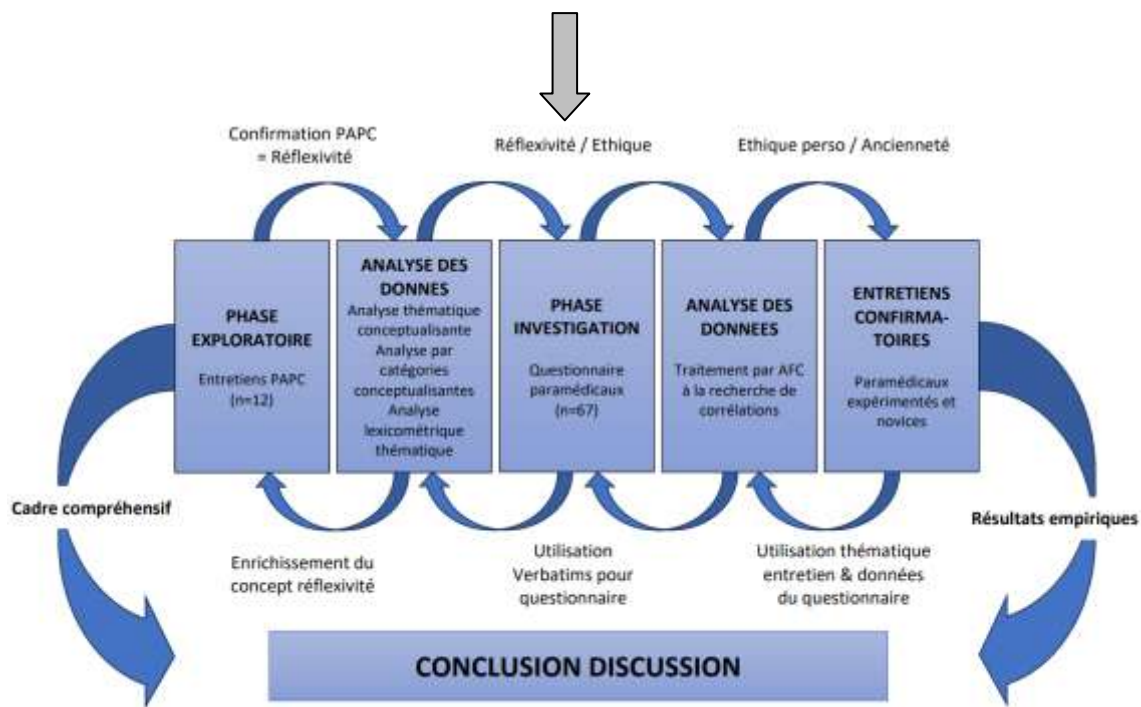 Confirmation PAPC
= Réflexivité
Réflexivité / Ethique
Ethique perso / Ancienneté
PHASE
EXPLORATOIRE
Entretiens PAPC
(n=12)
ANALYSE DES
DONNES
Analyse thématique
conceptualisante
Analyse par
catégories
conceptualisantes
Analyse
lexicométrique
thématique
PHASE
INVESTIGATION
Questionnaire
paramédicaux
(n=67)
ANALYSE DES
DONNEES
Traitement par AFC
à la recherche de
corrélations
ENTRETIENS
CONFIRMA-
TOIRES
Paramédicaux
expérimentés et
novices
Cadre compréhensif
Résultats empiriques
Enrichissement du
concept réflexivité
Utilisation
Verbatims pour
questionnaire
Utilisation thématique
entretien & données
du questionnaire
CONCLUSION DISCUSSION